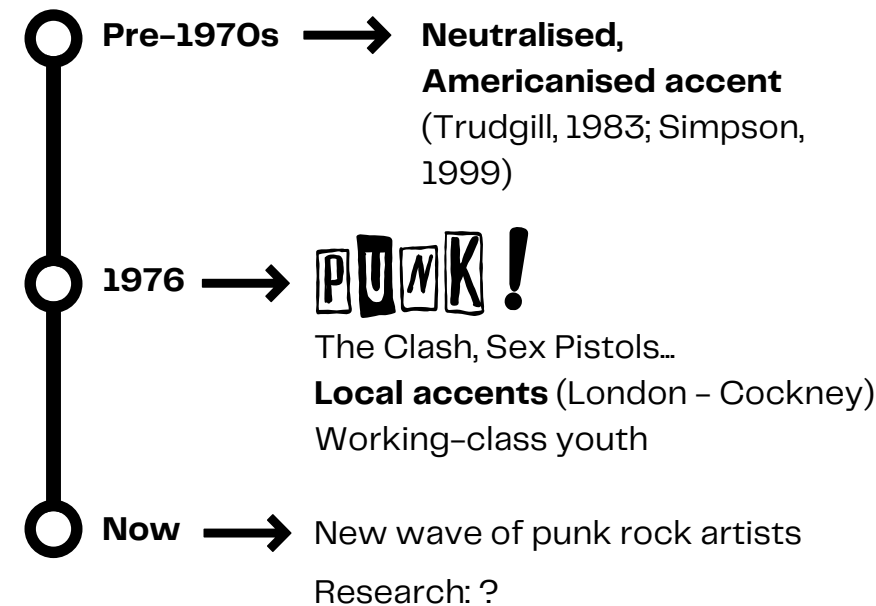 Pre-1970s
Neutralised,
Americanised accent
(Trudgill, 1983; Simpson,
1999)
1976
PUNK!
The Clash, Sex Pistols...
Local accents (London - Cockney)
Working-class youth
Now
New wave of punk rock artists
Research: ?